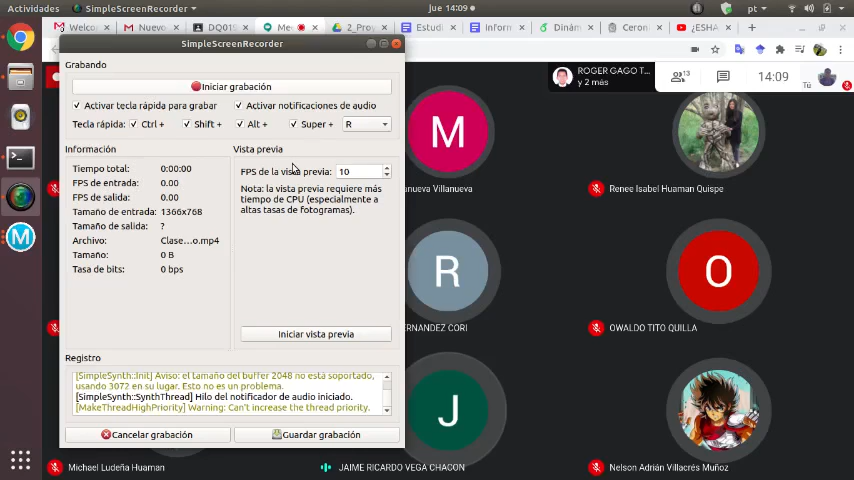 Actividades
SimpleScreenRecorder
jue 14:09
pt
Welcom
Nuevo
DQ019
Me
2_Proy
Estudi
Inform
Dinám
Ceron
¿ESHA
SimpleScreenRecorder
Grabando
Iniciar grabación
Activar tecla rápida para grabar
Activar notificaciones de audio
Tecla rápida:
Ctrl +
Shift +
Alt +
Super +
R
Información
Tiempo total: 0:00:00
FPS de entrada: 0.00
FPS de salida: 0.00
Tamaño de entrada: 1366x768
Tamaño de salida: ?
Archivo: Clase...o.mp4
Tamaño: 0 B
Tasa de bits: 0 bps
Vista previa
FPS de la vista previa: 10
Nota: la vista previa requiere más
tiempo de CPU (especialmente a
altas tasas de fotogramas).
Iniciar vista previa
Registro
[SimpleSynth::Init] Aviso: el tamaño del buffer 2048 no está soportado,
usando 3072 en su lugar. Esto no es un problema.
[SimpleSynth::SynthThread] Hilo del notificador de audio iniciado.
[MakeThreadHighPriority] Warning: Can't increase the thread priority.
Cancelar grabación
Guardar grabación
ROGER GAGO T...
y 2 más
13
14:09
M
anueva Villanueva
Renee Isabel Huaman Quispe
R
ERNANDEZ CORI
O
OWALDO TITO QUILLA
J
Michael Ludeña Huaman
JAIME RICARDO VEGA CHACON
Nelson Adrián Villacrés Muñoz